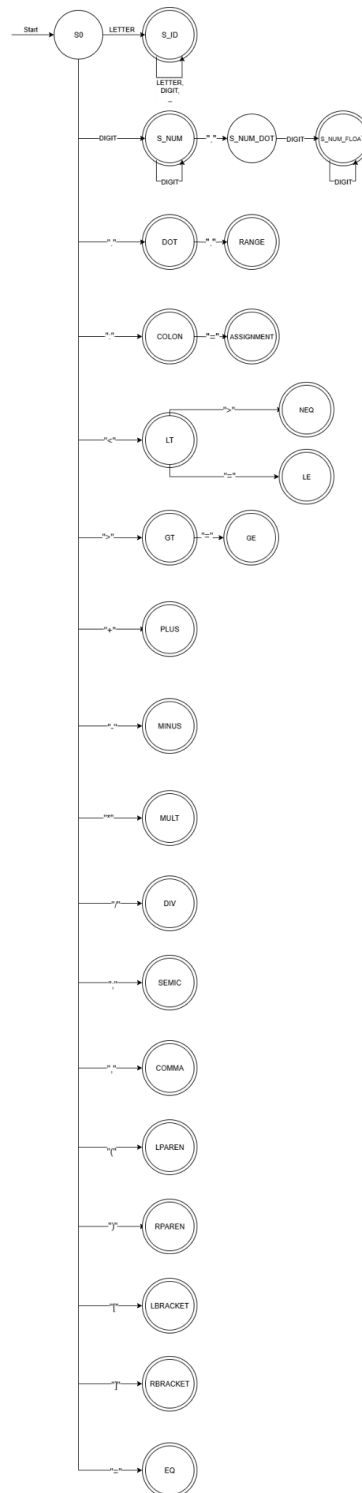 Start
S0
LETTER
S_ID
LETTER,
DIGIT,
_
DIGIT
S_NUM
"."
S_NUM_DOT
DIGIT
S_NUM_FLOAT
DIGIT
DIGIT
"."
DOT
"."
RANGE
":"
COLON
"="
ASSIGNMENT
"<"
LT
">"
NEQ
"="
LE
">"
GT
"="
GE
"+"
PLUS
"-"
MINUS
"*"
MULT
"/"
DIV
";"
SEMIC
","
COMMA
"("
LPAREN
")"
RPAREN
"["
LBRACKET
"]"
RBRACKET
"="
EQ